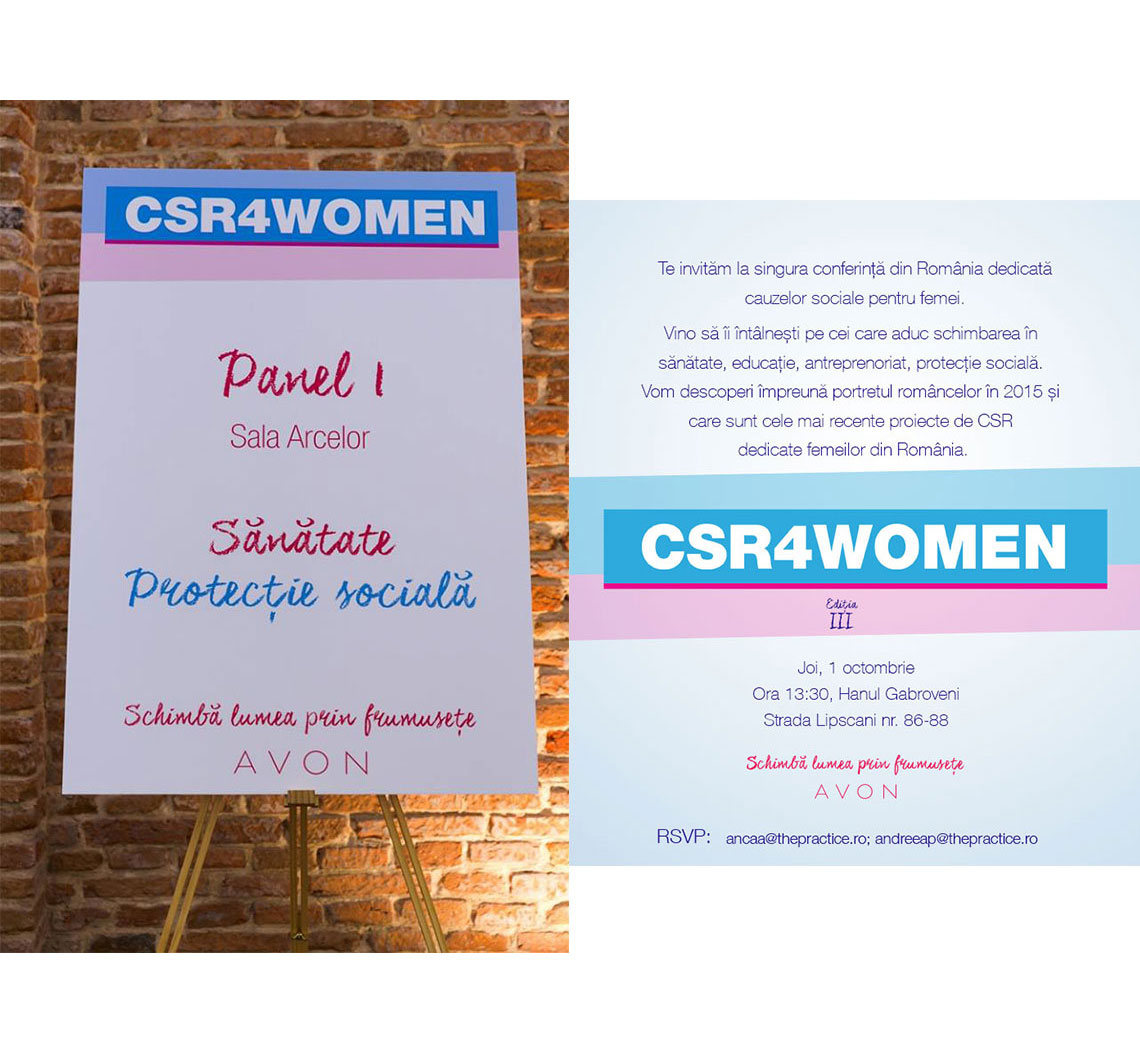 CSR4WOMEN
Panel 1
Sala Arcelor
Sănătate
Protecție socială
Schimbă lumea prin frumusețe
AVON
Te invităm la singura conferință din România dedicată
cauzelor sociale pentru femei.
Vino să îi întâlnești pe cei care aduc schimbarea în
sănătate, educație, antreprenoriat, protecție socială.
Vom descoperi împreună portretul româncelor în 2015 și
care sunt cele mai recente proiecte de CSR
dedicate femeilor din România.
CSR4WOMEN
Ediția
III
Joi, 1 octombrie
Ora 13:30, Hanul Gabroveni
Strada Lipscani nr. 86-88
Schimbă lumea prin frumusețe
AVON
RSVP: ancaa@thepractice.ro; andreeap@thepractice.ro